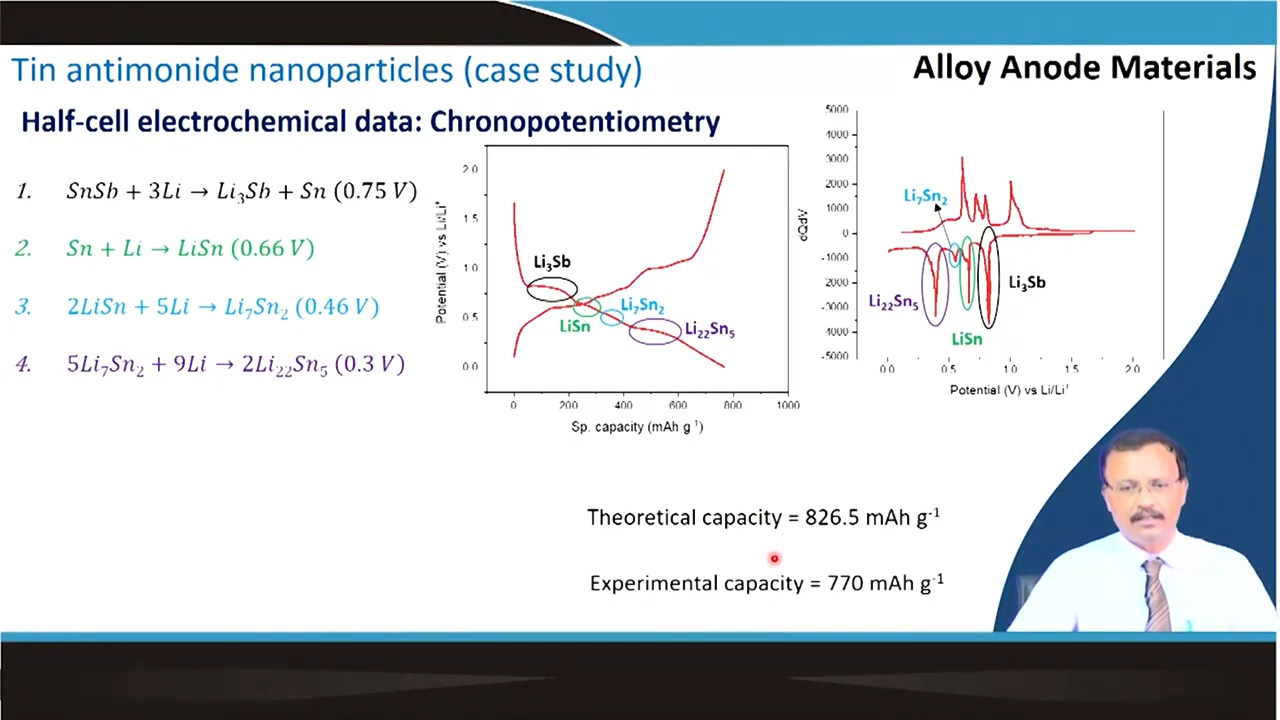 Tin antimonide nanoparticles (case study)
Alloy Anode Materials
Half-cell electrochemical data: Chronopotentiometry
1. SnSb + 3Li → Li₃Sb + Sn (0.75 V)
2. Sn + Li → LiSn (0.66 V)
3. 2LiSn + 5Li → Li₇Sn₂ (0.46 V)
4. 5Li₇Sn₂ + 9Li → 2Li₂₂Sn₅ (0.3 V)
Potential (V) vs Li/Li⁺
2.0
1.5
1.0
0.5
0.0
Li₃Sb
LiSn
Li₇Sn₂
Li₂₂Sn₅
0 200 400 600 800 1000
Sp. capacity (mAh g⁻¹)
dQdV
5000
4000
3000
2000
1000
0
-1000
-2000
-3000
4000
-5000
Li₇Sn₂
Li₂₂Sn₅
LiSn
Li₃Sb
0.0 0.5 1.0 1.5 2.0
Potential (V) vs Li/Li⁺
Theoretical capacity = 826.5 mAh g⁻¹
Experimental capacity = 770 mAh g⁻¹